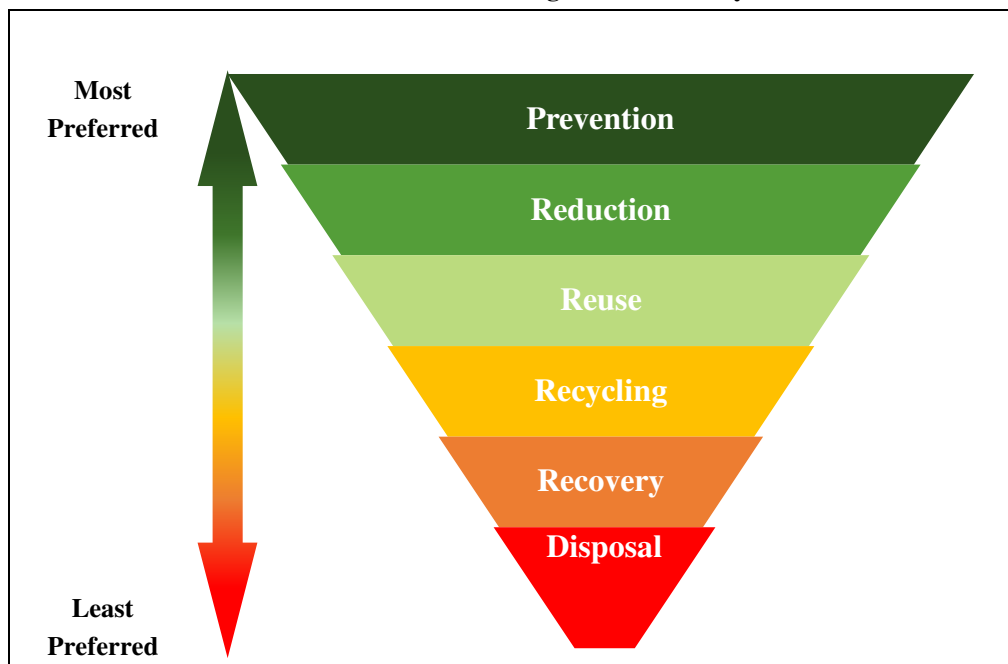 Most
Preferred
Prevention
Reduction
Reuse
Recycling
Recovery
Disposal
Least
Preferred